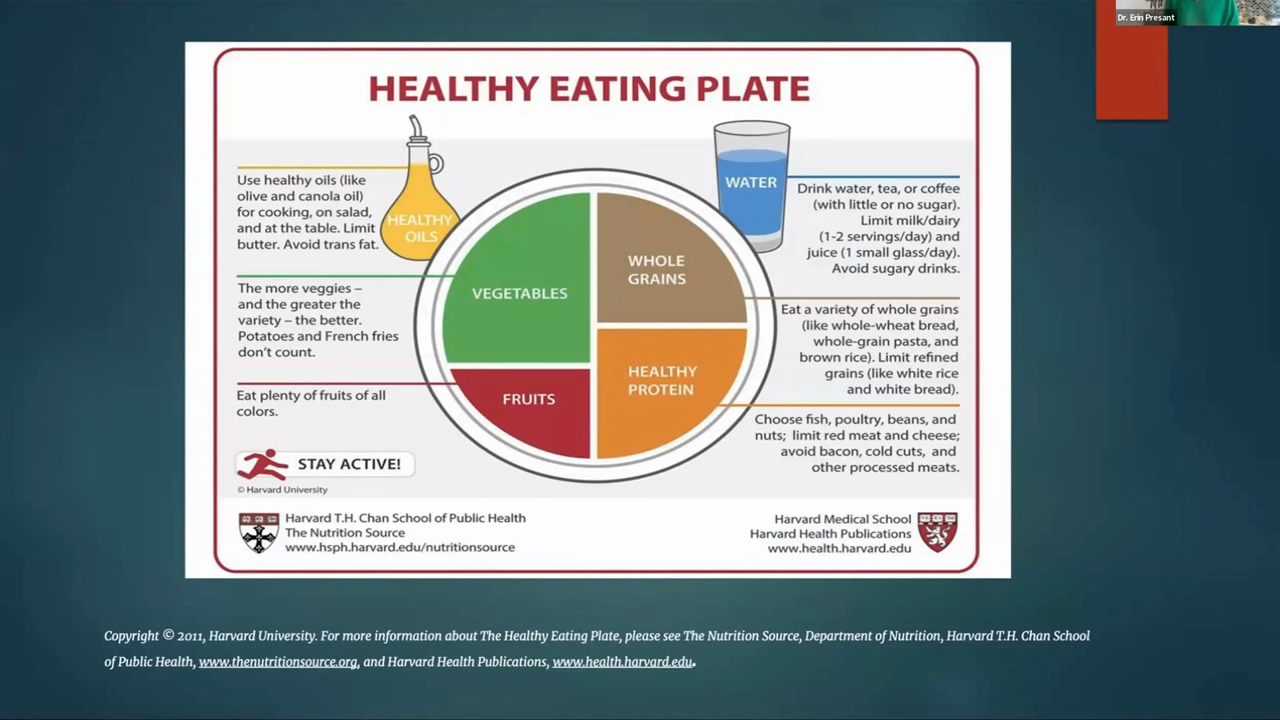 Dr. Erin Presant
HEALTHY EATING PLATE
Use healthy oils (like
olive and canola oil)
for cooking, on salad,
and at the table. Limit
butter. Avoid trans fat.
HEALTHY
OILS
The more veggies –
and the greater the
variety – the better.
Potatoes and French fries
don’t count.
Eat plenty of fruits of all
colors.
STAY ACTIVE!
© Harvard University
VEGETABLES
FRUITS
WHOLE
GRAINS
HEALTHY
PROTEIN
WATER
Drink water, tea, or coffee
(with little or no sugar).
Limit milk/dairy
(1-2 servings/day) and
juice (1 small glass/day).
Avoid sugary drinks.
Eat a variety of whole grains
(like whole-wheat bread,
whole-grain pasta, and
brown rice). Limit refined
grains (like white rice
and white bread).
Choose fish, poultry, beans, and
nuts; limit red meat and cheese;
avoid bacon, cold cuts, and
other processed meats.
Harvard T.H. Chan School of Public Health
The Nutrition Source
www.hsph.harvard.edu/nutritionsource
Harvard Medical School
Harvard Health Publications
www.health.harvard.edu
Copyright © 2011, Harvard University. For more information about The Healthy Eating Plate, please see The Nutrition Source, Department of Nutrition, Harvard T.H. Chan School
of Public Health, www.thenutritionsource.org, and Harvard Health Publications, www.health.harvard.edu.